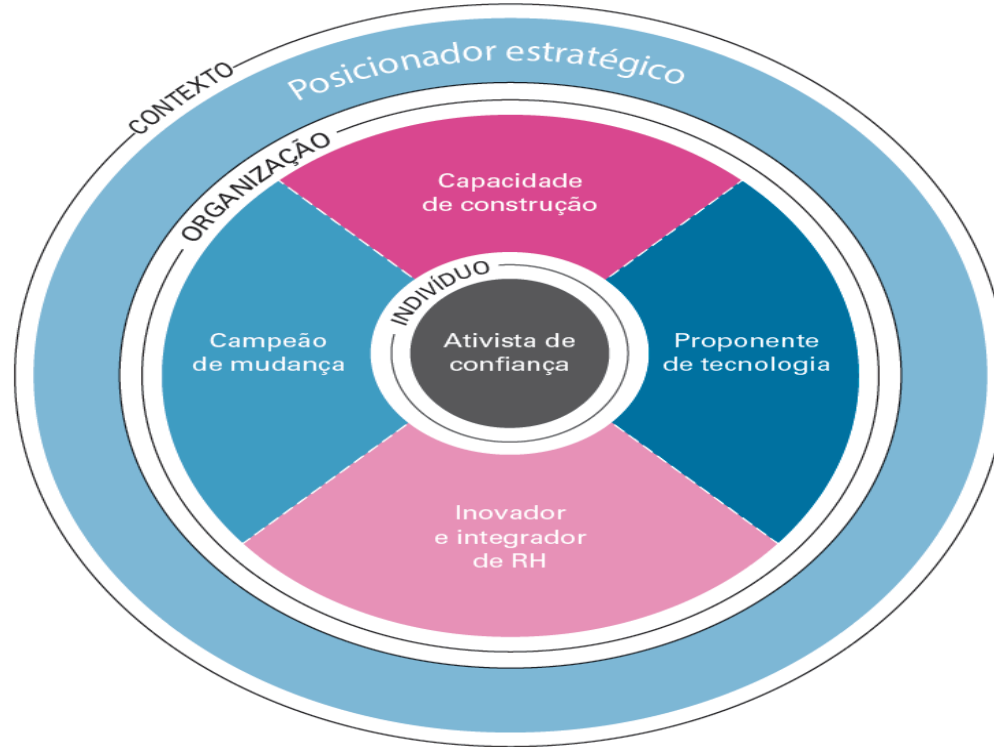 CONTEXTO
Posicionador estratégico
ORGANIZAÇÃO
Capacidade
de construção
INDIVÍDUO
Campeão
de mudança
Ativista de
confiança
Proponente
de tecnologia
Inovador
e integrador
de RH